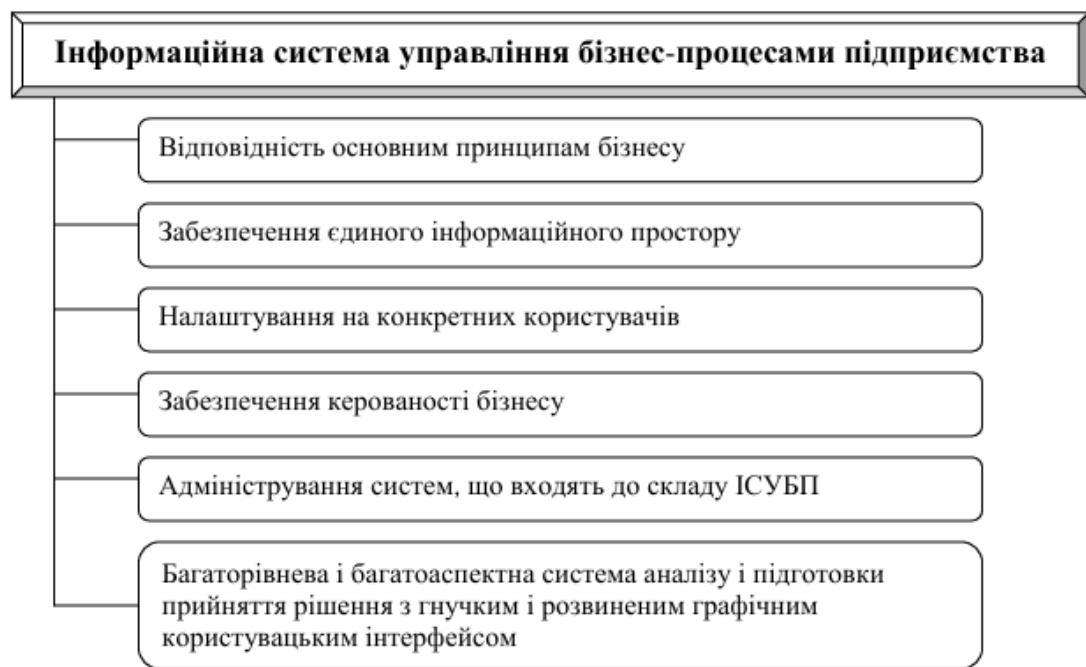 Інформаційна система управління бізнес-процесами підприємства
Відповідність основним принципам бізнесу
Забезпечення єдиного інформаційного простору
Налаштування на конкретних користувачів
Забезпечення керованості бізнесу
Адміністрування систем, що входять до складу ІСУБП
Багаторівнева і багатоаспектна система аналізу і підготовки
прийняття рішення з гнучким і розвиненим графічним
користувацьким інтерфейсом